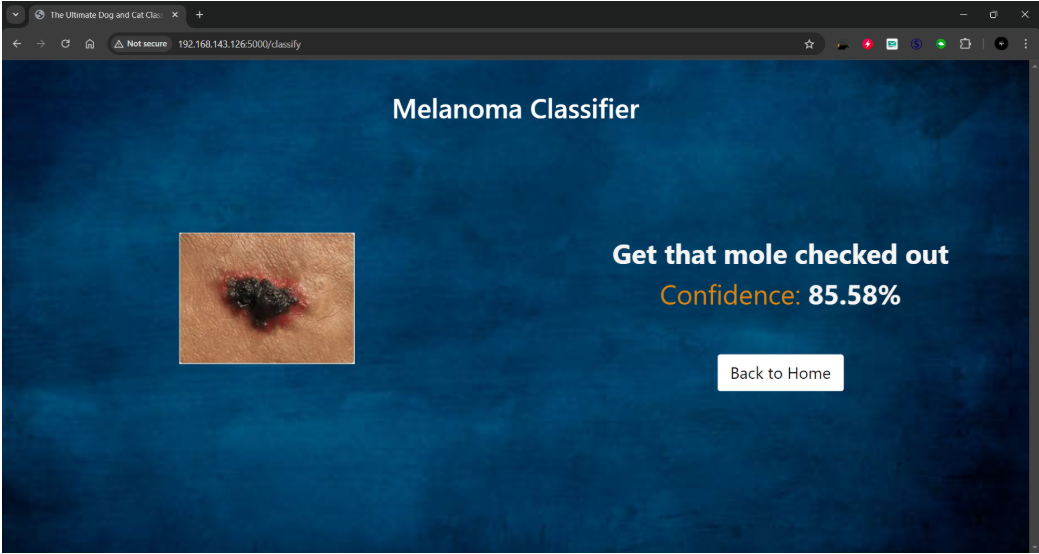 The Ultimate Dog and Cat Clas
Not secure
192.168.143.126:5000/classify
Melanoma Classifier
Get that mole checked out
Confidence: 85.58%
Back to Home